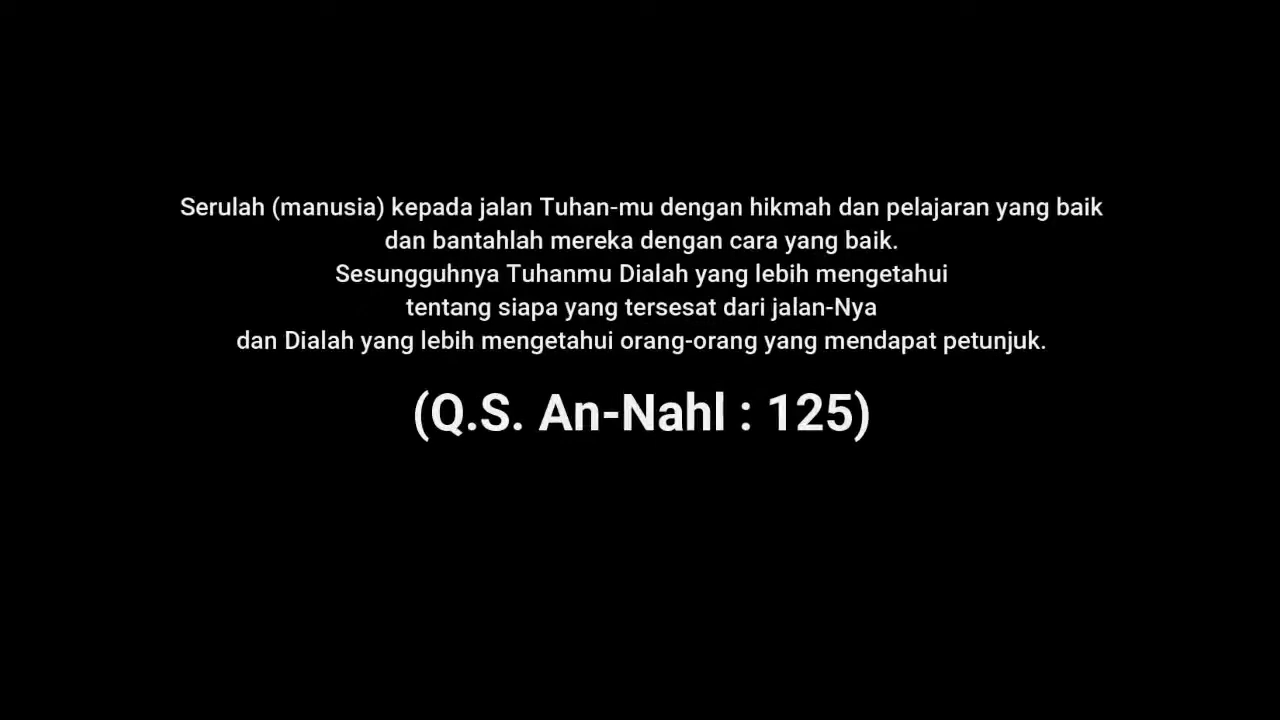 Serulah (manusia) kepada jalan Tuhan-mu dengan hikmah dan pelajaran yang baik
dan bantahlah mereka dengan cara yang baik.
Sesungguhnya Tuhanmu Dialah yang lebih mengetahui
tentang siapa yang tersesat dari jalan-Nya
dan Dialah yang lebih mengetahui orang-orang yang mendapat petunjuk.
(Q.S. An-Nahl : 125)